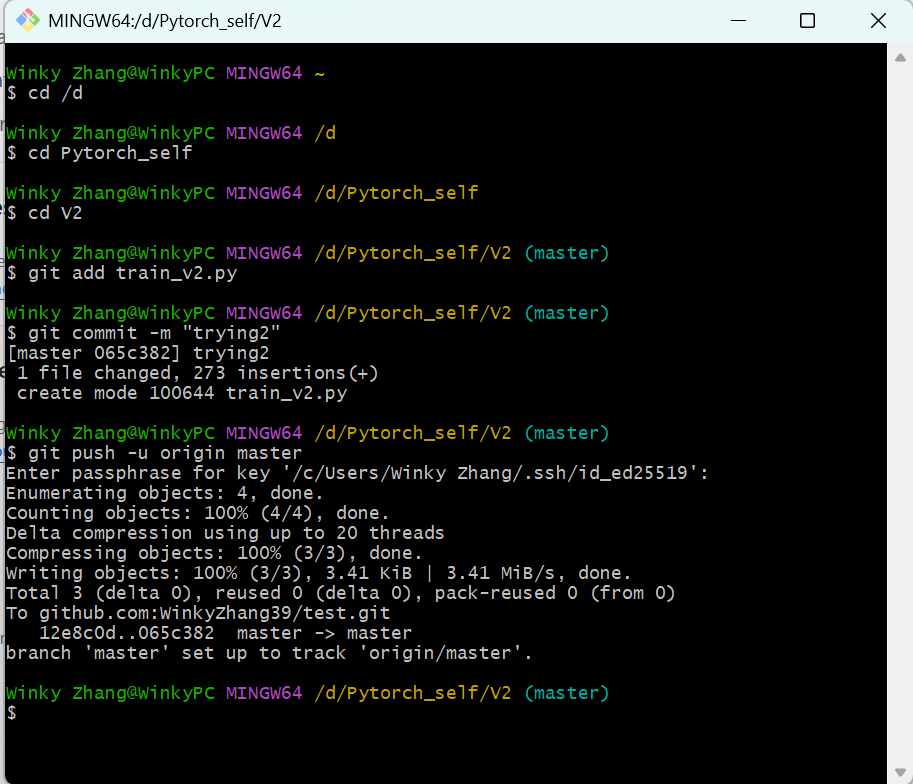 MINGW64:/d/Pytorch_self/V2
Winky Zhang@WinkyPC MINGW64 ~
$ cd /d
Winky Zhang@WinkyPC MINGW64 /d
$ cd Pytorch_self
Winky Zhang@WinkyPC MINGW64 /d/Pytorch_self
$ cd V2
Winky Zhang@WinkyPC MINGW64 /d/Pytorch_self/V2 (master)
$ git add train_v2.py
Winky Zhang@WinkyPC MINGW64 /d/Pytorch_self/V2 (master)
$ git commit -m "trying2"
[master 065c382] trying2
 1 file changed, 273 insertions(+)
 create mode 100644 train_v2.py
Winky Zhang@WinkyPC MINGW64 /d/Pytorch_self/V2 (master)
$ git push -u origin master
Enter passphrase for key '/c/Users/Winky Zhang/.ssh/id_ed25519':
Enumerating objects: 4, done.
Counting objects: 100% (4/4), done.
Delta compression using up to 20 threads
Compressing objects: 100% (3/3), done.
Writing objects: 100% (3/3), 3.41 KiB | 3.41 MiB/s, done.
Total 3 (delta 0), reused 0 (delta 0), pack-reused 0 (from 0)
To github.com:WinkyZhang39/test.git
   12e8c0d..065c382  master -> master
branch 'master' set up to track 'origin/master'.
Winky Zhang@WinkyPC MINGW64 /d/Pytorch_self/V2 (master)
$